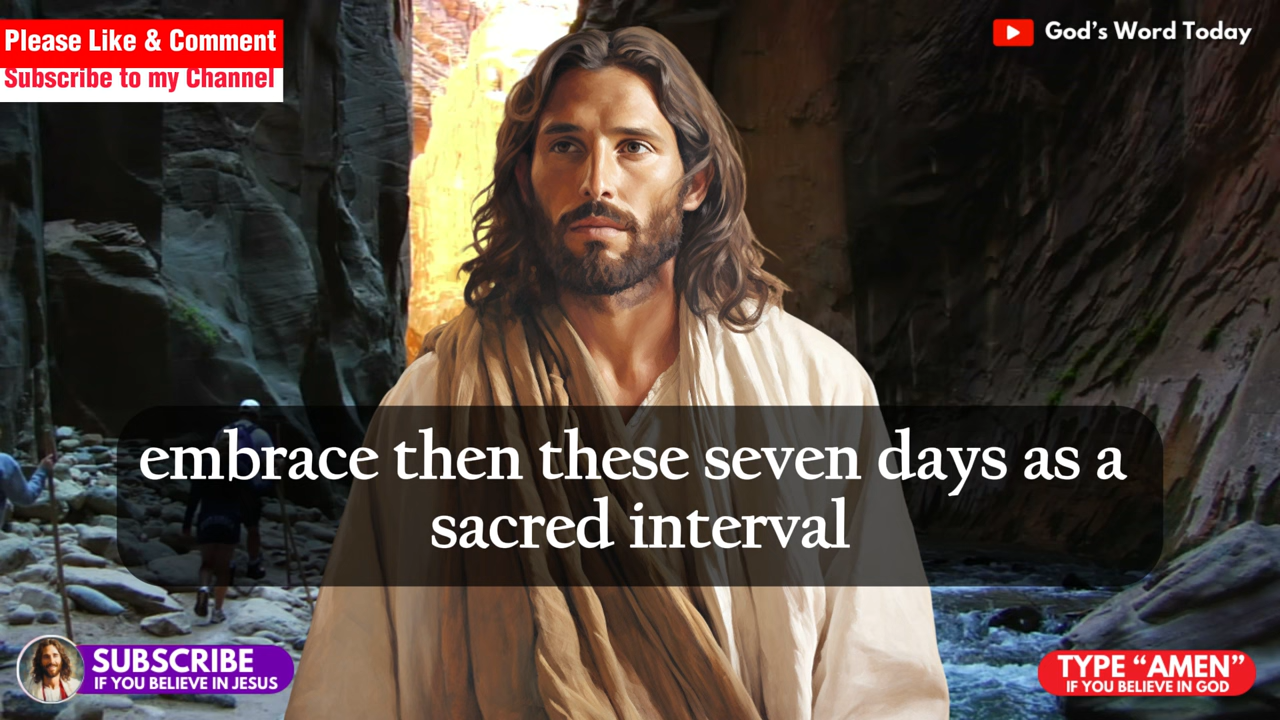 Please Like & Comment
Subscribe to my Channel
God's Word Today
embrace then these seven days as a
sacred interval
SUBSCRIBE
IF YOU BELIEVE IN JESUS
TYPE “AMEN”
IF YOU BELIEVE IN GOD